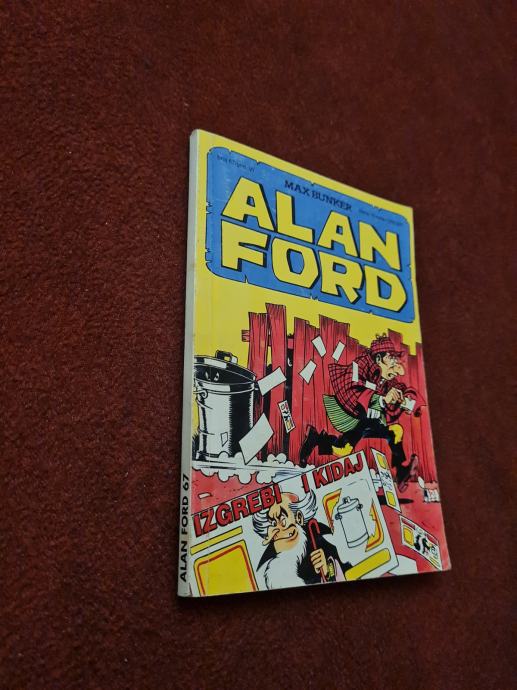 MAX BUNKER
ALAN
FORD
IZGREBI I KIDAJ
ALAN FORD 67